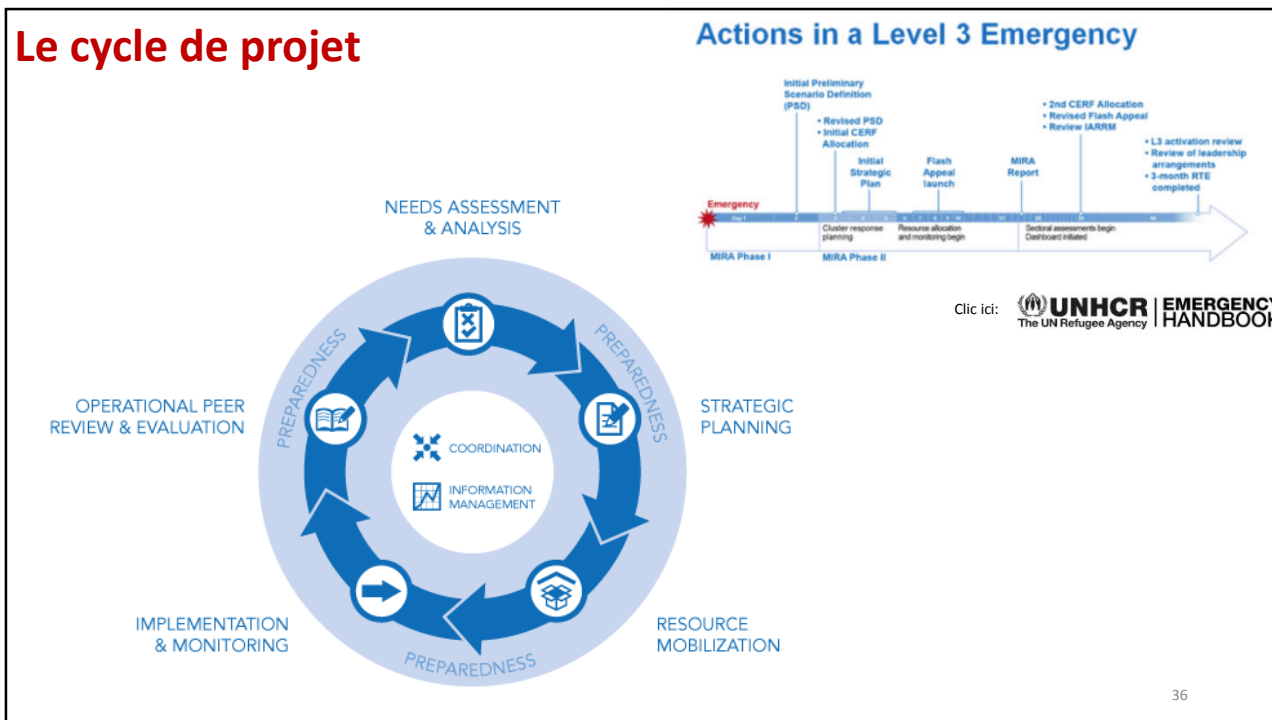 Le cycle de projet
Actions in a Level 3 Emergency
Initial Preliminary
Scenario Definition
(PSD)
• Revised PSD
• Initial CERF
Allocation
Initial
Strategic
Plan
Flash
Appeal
launch
MIRA
Report
• 2nd CERF Allocation
• Revised Flash Appeal
• Review IARRM
• L3 activation review
• Review of leadership
arrangements
• 3-month RTE
completed
Emergency
Day 1
Cluster response
planning
Resource allocation
and monitoring begin
Sectoral assessments begin
Dashboard initiated
MIRA Phase I
MIRA Phase II
Clic ici:
UNHCR
The UN Refugee Agency
EMERGENCY
HANDBOOK
NEEDS ASSESSMENT
& ANALYSIS
PREPAREDNESS
PREPAREDNESS
OPERATIONAL PEER
REVIEW & EVALUATION
STRATEGIC
PLANNING
COORDINATION
INFORMATION
MANAGEMENT
IMPLEMENTATION
& MONITORING
RESOURCE
MOBILIZATION
PREPAREDNESS
36